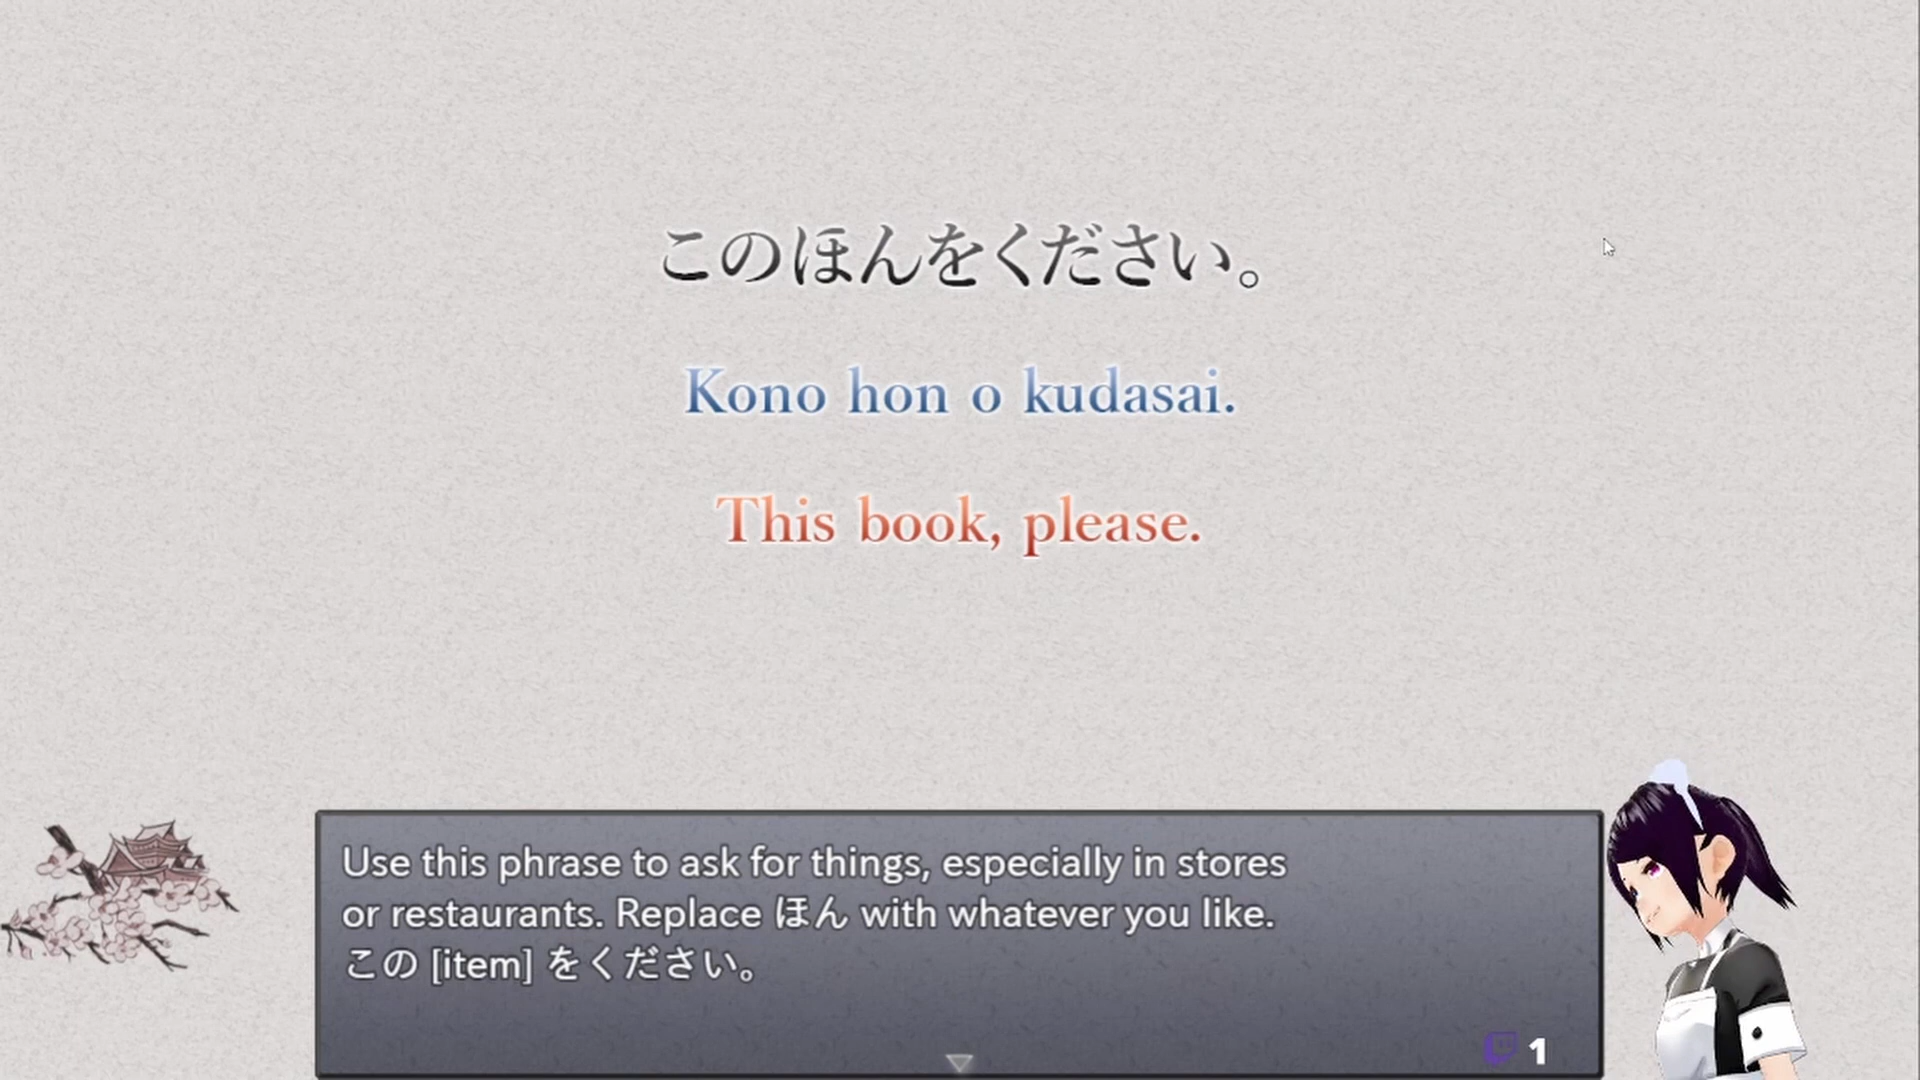 このほんをください。
Kono hon o kudasai.
This book, please.
Use this phrase to ask for things, especially in stores
or restaurants. Replace ほん with whatever you like.
この [item] をください。
1